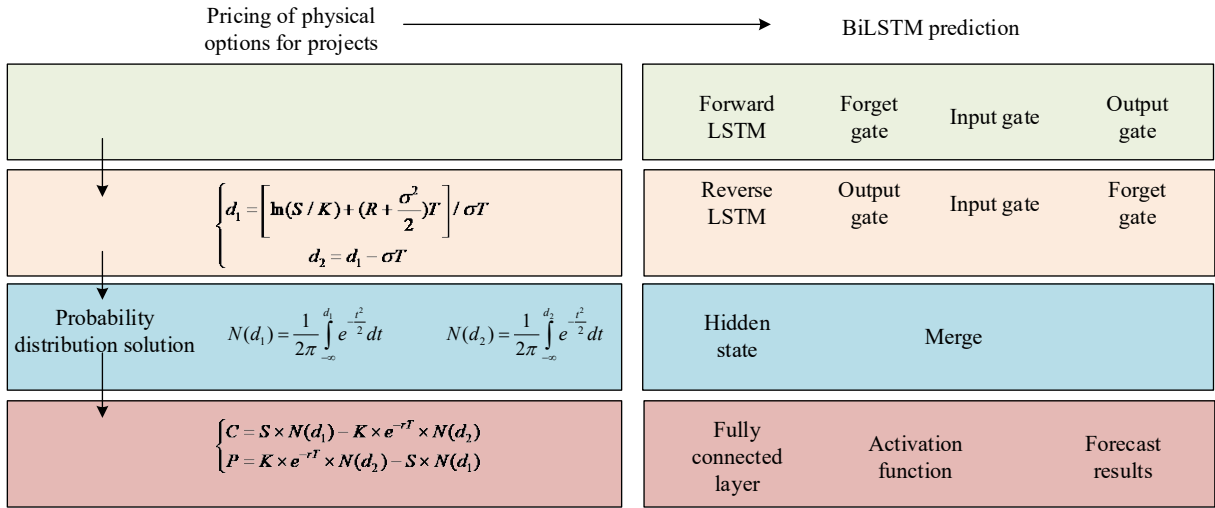 Pricing of physical
options for projects
BiLSTM prediction
Forward
LSTM
Forget
gate
Input gate
Output
gate
d₁ = [ln(S / K) + (R + σ²/2)T] / σT
d₂ = d₁ − σT
Reverse
LSTM
Output
gate
Input gate
Forget
gate
Probability
distribution solution
N(d₁) = 1/2π ∫_{−∞}^{d₁} e^{−t²/2} dt
N(d₂) = 1/2π ∫_{−∞}^{d₂} e^{−t²/2} dt
Hidden
state
Merge
C = S × N(d₁) − K × e^{−rT} × N(d₂)
P = K × e^{−rT} × N(d₂) − S × N(d₁)
Fully
connected
layer
Activation
function
Forecast
results